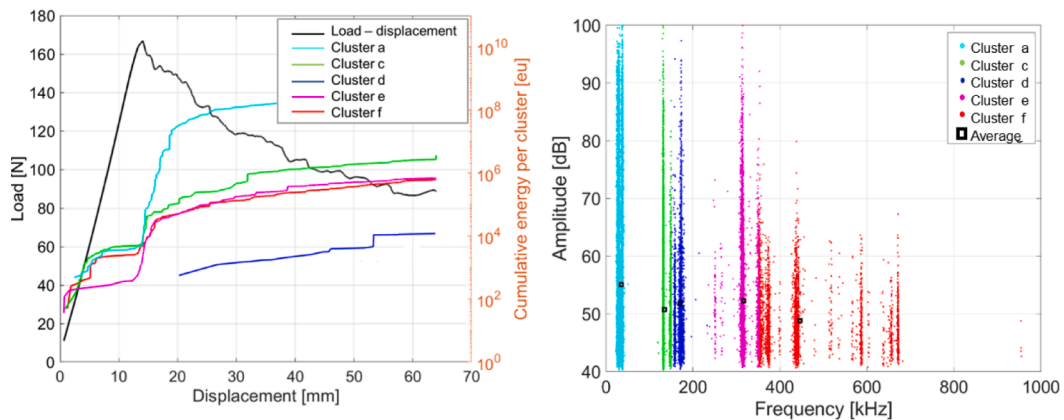 180
160
140
120
100
80
60
40
20
0
0 10 20 30 40 50 60 70
Load [N]
Displacement [mm]
Load – displacement
Cluster a
Cluster c
Cluster d
Cluster e
Cluster f
10^10
10^8
10^6
10^4
10^2
10^0
Cumulative energy per cluster [eu]
100
90
80
70
60
50
40
0 200 400 600 800 1000
Amplitude [dB]
Frequency [kHz]
Cluster a
Cluster c
Cluster d
Cluster e
Cluster f
Average